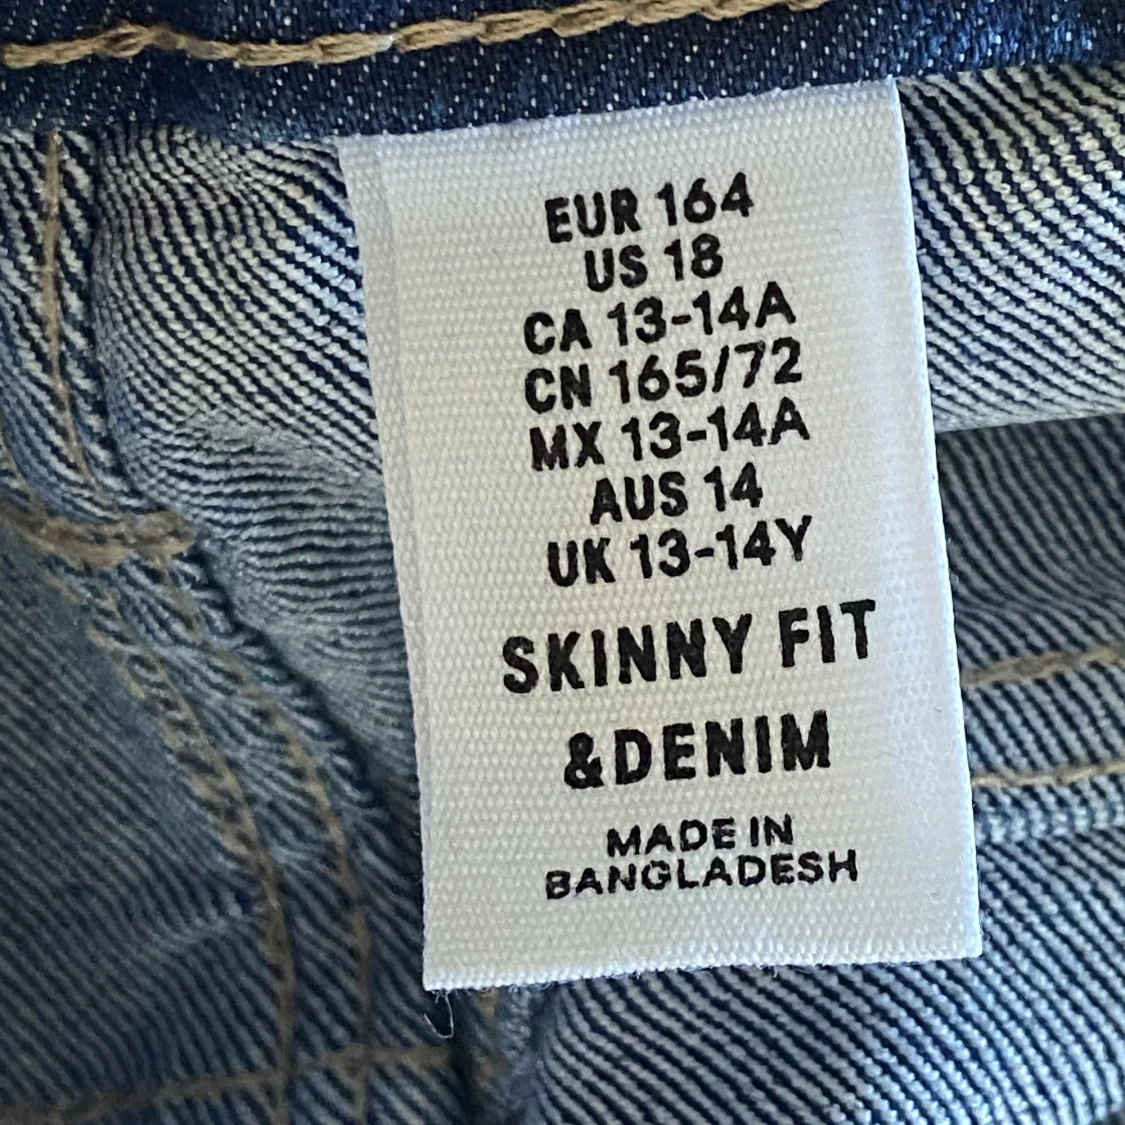 EUR 164
US 18
CA 13-14A
CN 165/72
MX 13-14A
AUS 14
UK 13-14Y
SKINNY FIT
&DENIM
MADE IN
BANGLADESH